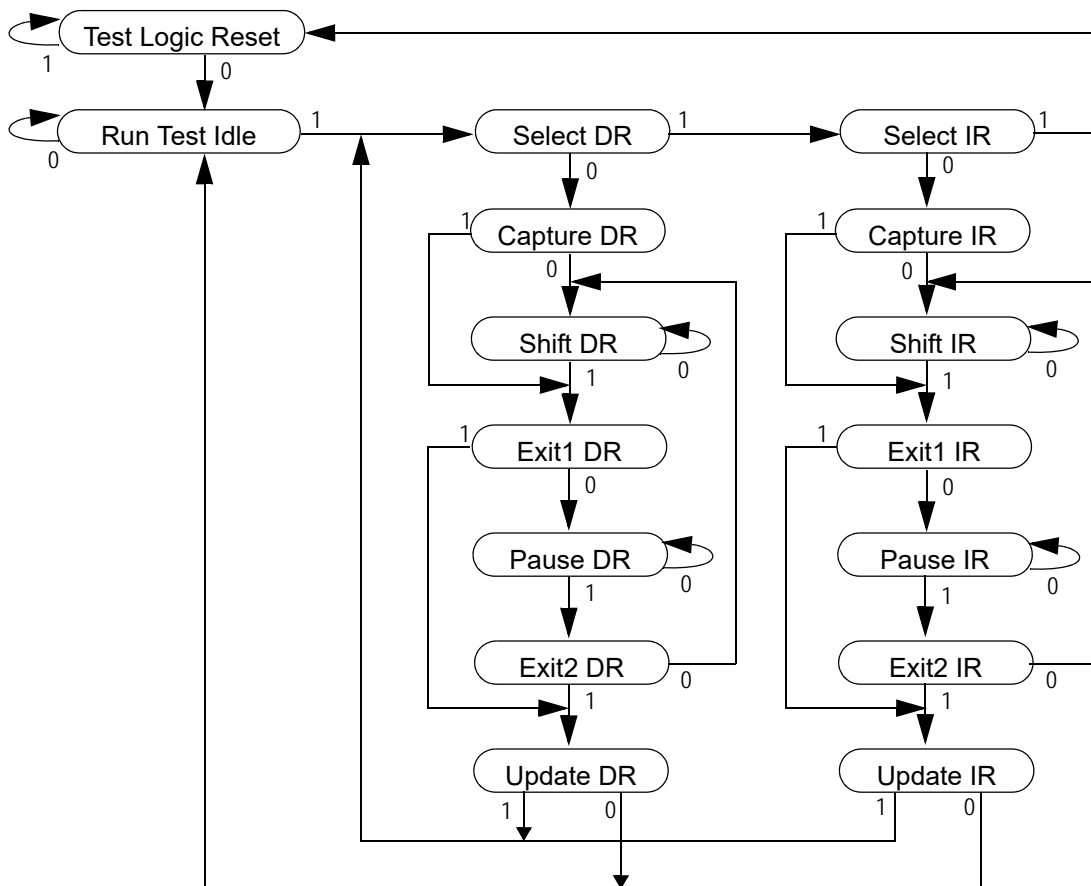 Test Logic Reset
1
0
Run Test Idle
1
0
Select DR
1
0
Select IR
1
0
Capture DR
1
0
Capture IR
1
0
Shift DR
0
1
Shift IR
0
1
Exit1 DR
1
0
Exit1 IR
1
0
Pause DR
0
1
Pause IR
0
1
Exit2 DR
0
1
Exit2 IR
0
1
Update DR
1
0
Update IR
1
0